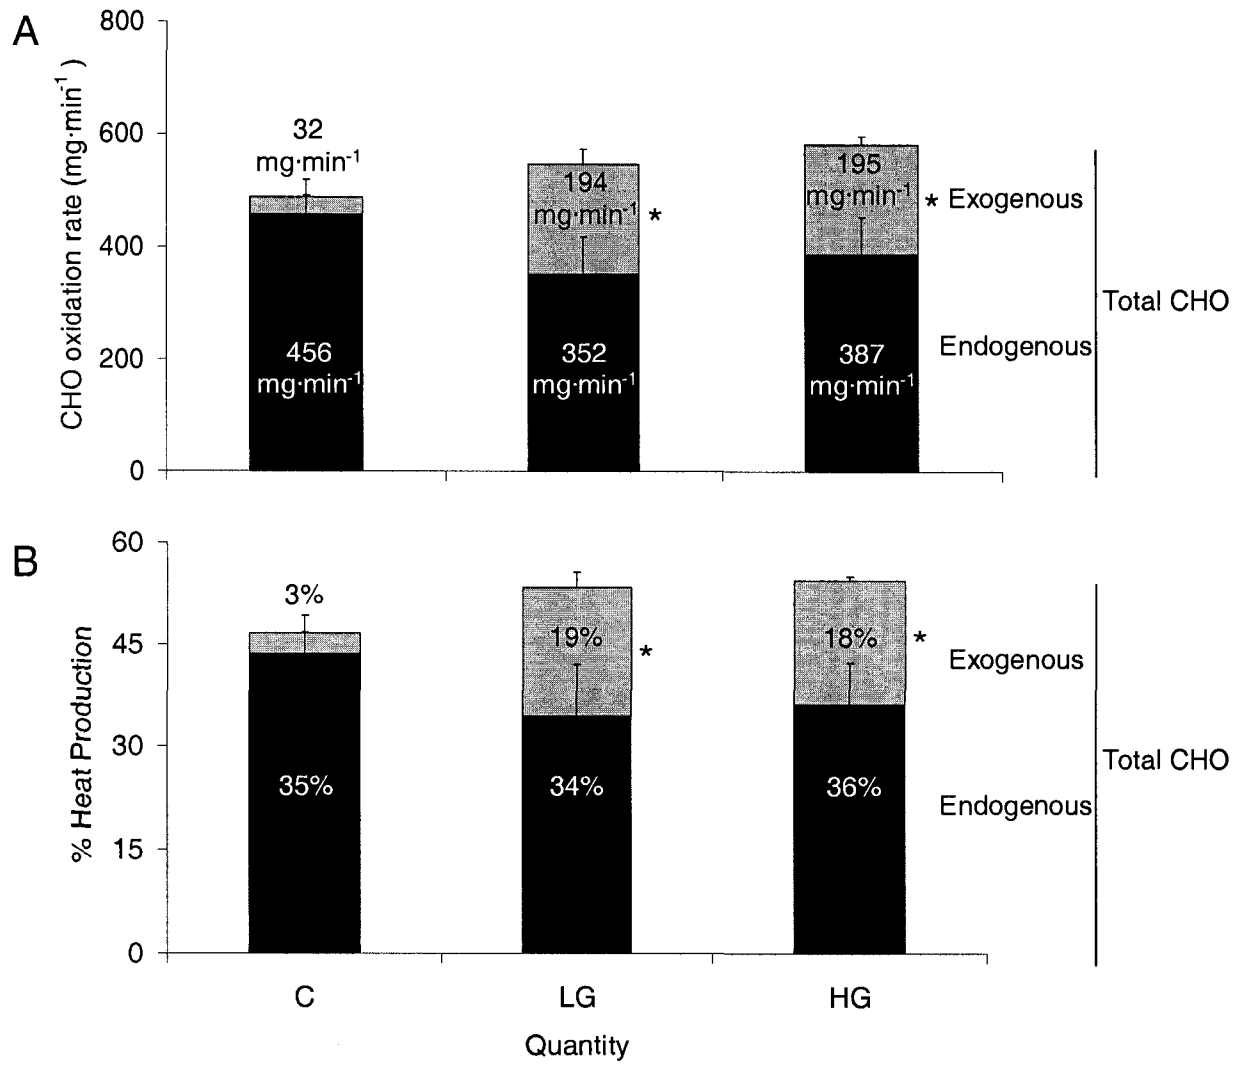 A
800
600
400
200
0
CHO oxidation rate (mg·min⁻¹ )
32
mg·min⁻¹
456
mg·min⁻¹
194
mg·min⁻¹ *
352
mg·min⁻¹
195
mg·min⁻¹
* Exogenous
387
mg·min⁻¹
Endogenous
Total CHO
B
60
45
30
15
0
% Heat Production
3%
35%
19%
*
34%
18%
*
36%
Exogenous
Endogenous
Total CHO
C LG HG
Quantity